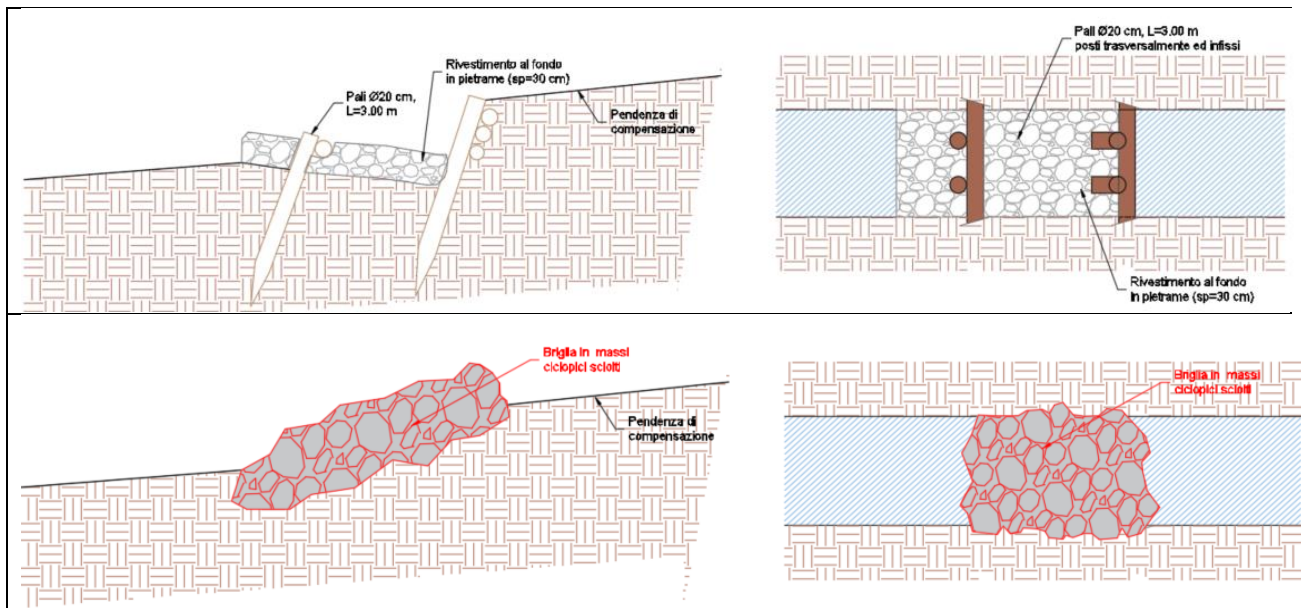 Rivestimento al fondo
in pietrame (sp=30 cm)
Pali Ø20 cm,
L=3.00 m
Pendenza di
compensazione
Pali Ø20 cm, L=3.00 m
posti trasversalmente ed infissi
Rivestimento al fondo
in pietrame (sp=30 cm)
Briglia in massi
ciclopici sciolti
Pendenza di
compensazione
Briglia in massi
ciclopici sciolti